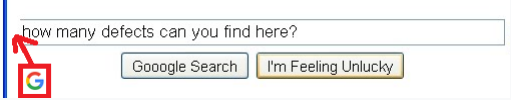 how many defects can you find here?
Gooogle Search I'm Feeling Unlucky
G